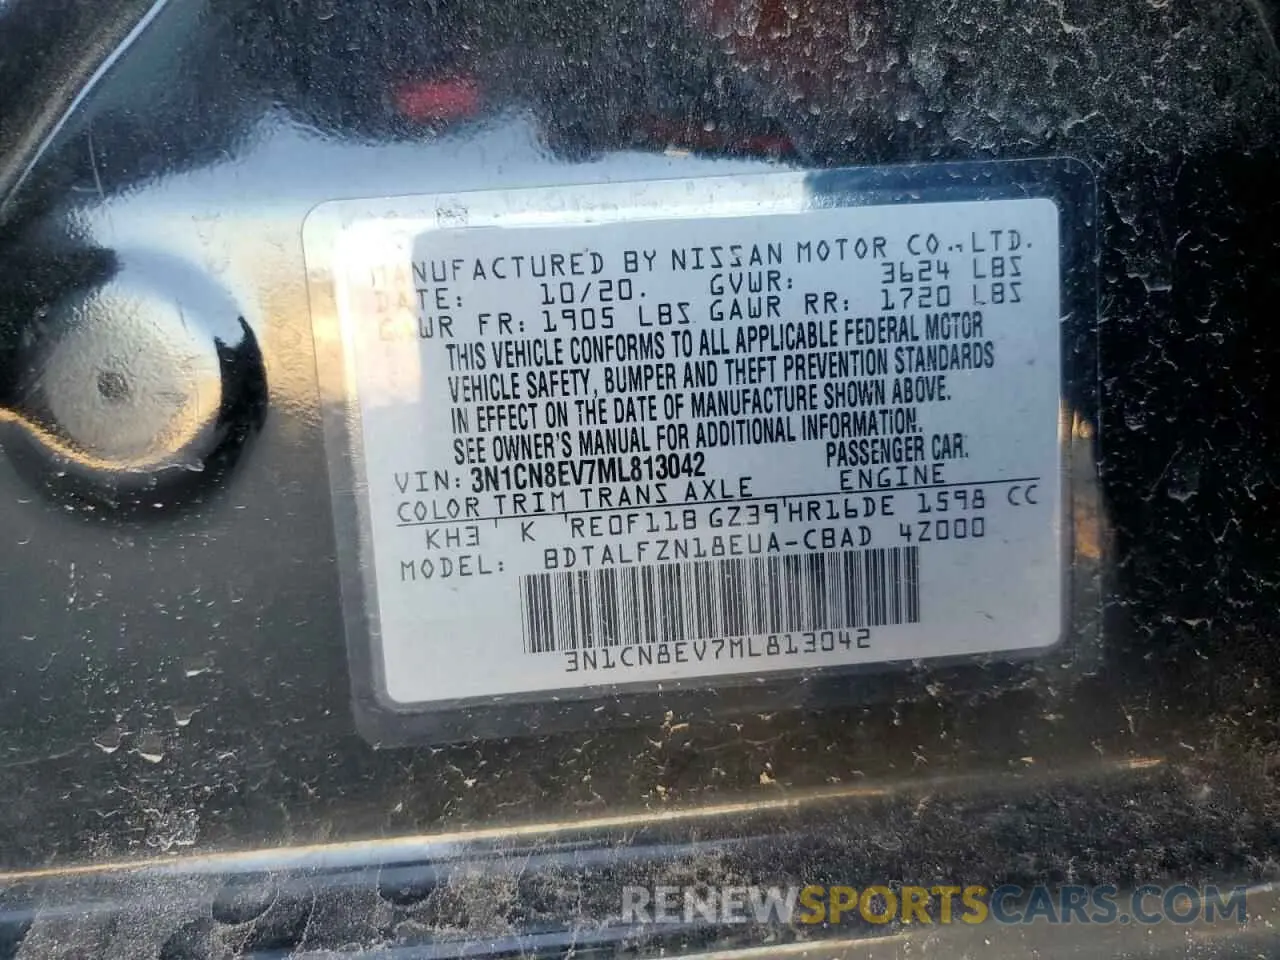 MANUFACTURED BY NISSAN MOTOR CO.,LTD.
DATE: 10/20. GVWR: 3624 LBS
GAWR FR: 1905 LBS GAWR RR: 1720 LBS
THIS VEHICLE CONFORMS TO ALL APPLICABLE FEDERAL MOTOR
VEHICLE SAFETY, BUMPER AND THEFT PREVENTION STANDARDS
IN EFFECT ON THE DATE OF MANUFACTURE SHOWN ABOVE.
SEE OWNER'S MANUAL FOR ADDITIONAL INFORMATION.
VIN: 3N1CN8EV7ML813042 PASSENGER CAR.
COLOR TRIM TRANS AXLE ENGINE
KH3 K RE0F11B GZ39 HR16DE 1598 CC
MODEL: BDTALFZN18EUA-CBAD 42000
3N1CN8EV7ML813042
RENEWSPORTSCARS.COM